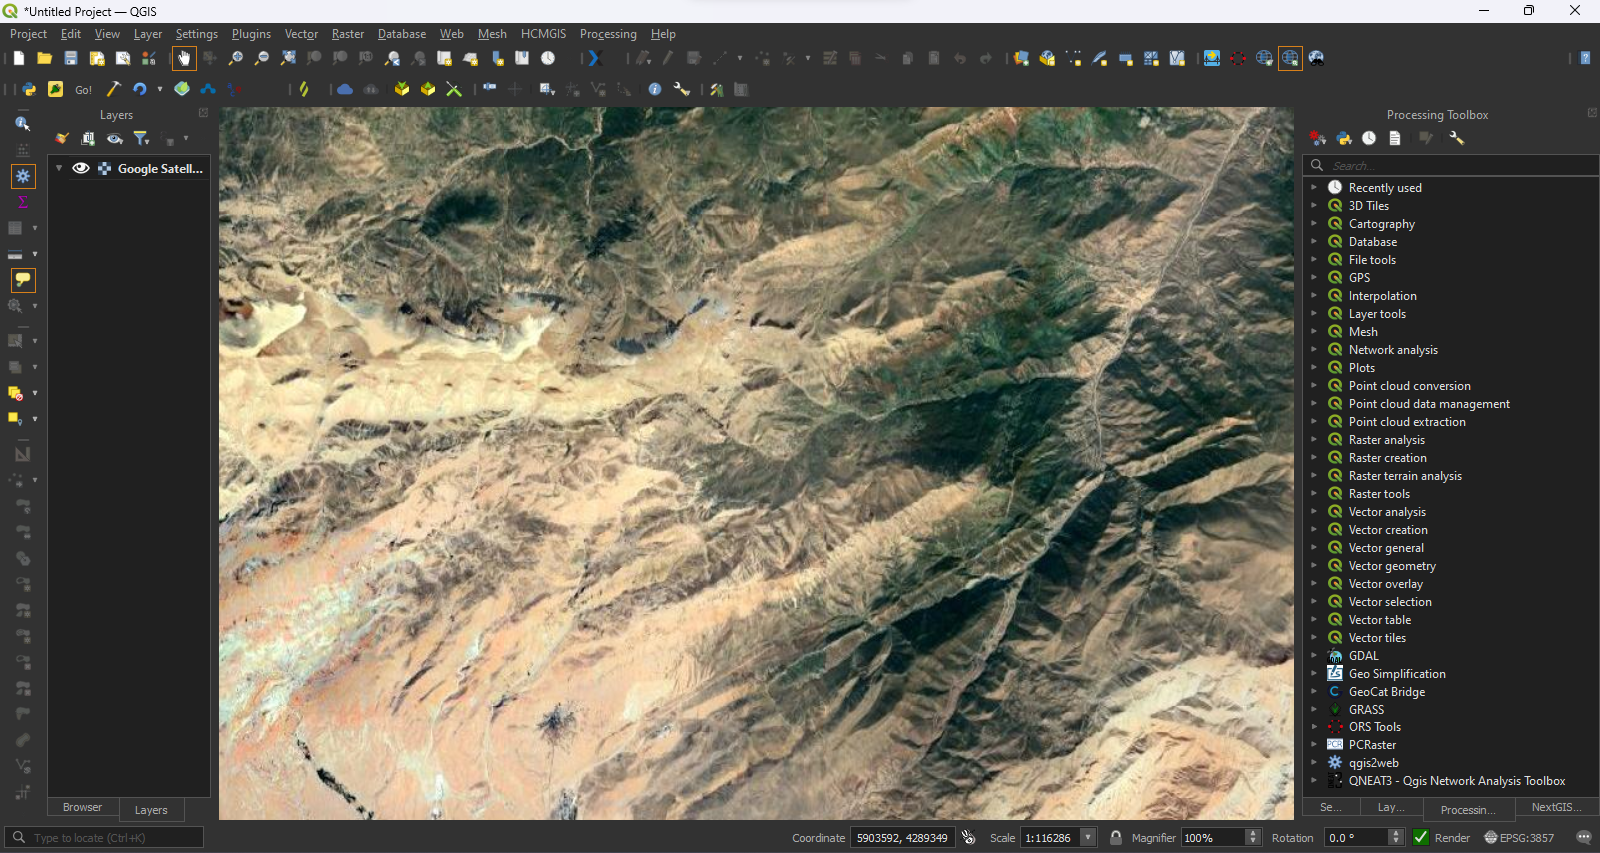 *Untitled Project — QGIS
Project Edit View Layer Settings Plugins Vector Raster Database Web Mesh HCMGIS Processing Help
Go!
Layers
Google Satell...
Browser
Layers
Processing Toolbox
Search...
Recently used
3D Tiles
Cartography
Database
File tools
GPS
Interpolation
Layer tools
Mesh
Network analysis
Plots
Point cloud conversion
Point cloud data management
Point cloud extraction
Raster analysis
Raster creation
Raster terrain analysis
Raster tools
Vector analysis
Vector creation
Vector general
Vector geometry
Vector overlay
Vector selection
Vector table
Vector tiles
GDAL
Geo Simplification
GeoCat Bridge
GRASS
ORS Tools
PCRaster
qgis2web
QNEAT3 - Qgis Network Analysis Toolbox
Se... Lay... Processin... NextGIS...
Type to locate (Ctrl+K)
Coordinate 5903592, 4289349 Scale 1:116286 Magnifier 100% Rotation 0.0 ° Render EPSG:3857